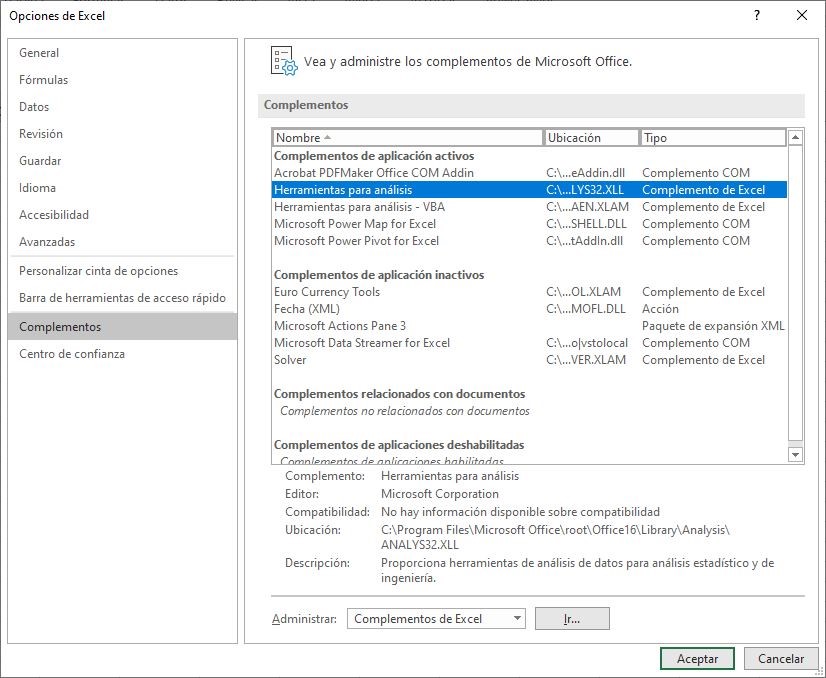 Opciones de Excel
?
General
Fórmulas
Datos
Revisión
Guardar
Idioma
Accesibilidad
Avanzadas
Personalizar cinta de opciones
Barra de herramientas de acceso rápido
Complementos
Centro de confianza
Vea y administre los complementos de Microsoft Office.
Complementos
Nombre Ubicación Tipo
Complementos de aplicación activos
Acrobat PDFMaker Office COM Addin C:\...eAddin.dll Complemento COM
Herramientas para análisis C:\...LYS32.XLL Complemento de Excel
Herramientas para análisis - VBA C:\...AEN.XLAM Complemento de Excel
Microsoft Power Map for Excel C:\...SHELL.DLL Complemento COM
Microsoft Power Pivot for Excel C:\...tAddIn.dll Complemento COM
Complementos de aplicación inactivos
Euro Currency Tools C:\...OL.XLAM Complemento de Excel
Fecha (XML) C:\...MOFL.DLL Acción
Microsoft Actions Pane 3 Paquete de expansión XML
Microsoft Data Streamer for Excel C:\...o|vstolocal Complemento COM
Solver C:\...VER.XLAM Complemento de Excel
Complementos relacionados con documentos
Complementos no relacionados con documentos
Complementos de aplicaciones deshabilitadas
Complementos de aplicaciones habilitadas
Complemento: Herramientas para análisis
Editor: Microsoft Corporation
Compatibilidad: No hay información disponible sobre compatibilidad
Ubicación: C:\Program Files\Microsoft Office\root\Office16\Library\Analysis\
ANALYS32.XLL
Descripción: Proporciona herramientas de análisis de datos para análisis estadístico y de
ingeniería.
Administrar: Complementos de Excel Ir...
Aceptar Cancelar